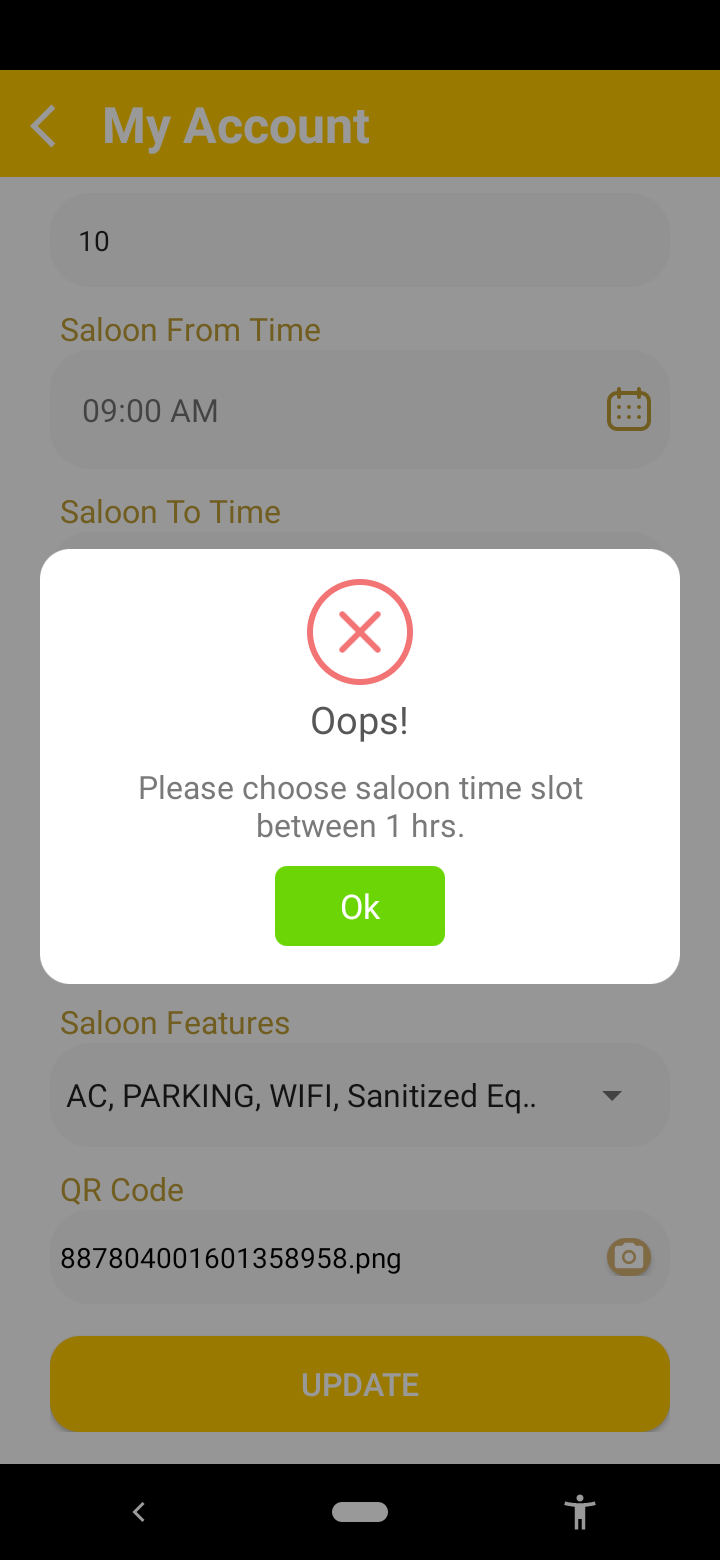 My Account
10
Saloon From Time
09:00 AM
Saloon To Time
Oops!
Please choose saloon time slot
between 1 hrs.
Ok
Saloon Features
AC, PARKING, WIFI, Sanitized Eq..
QR Code
887804001601358958.png
UPDATE